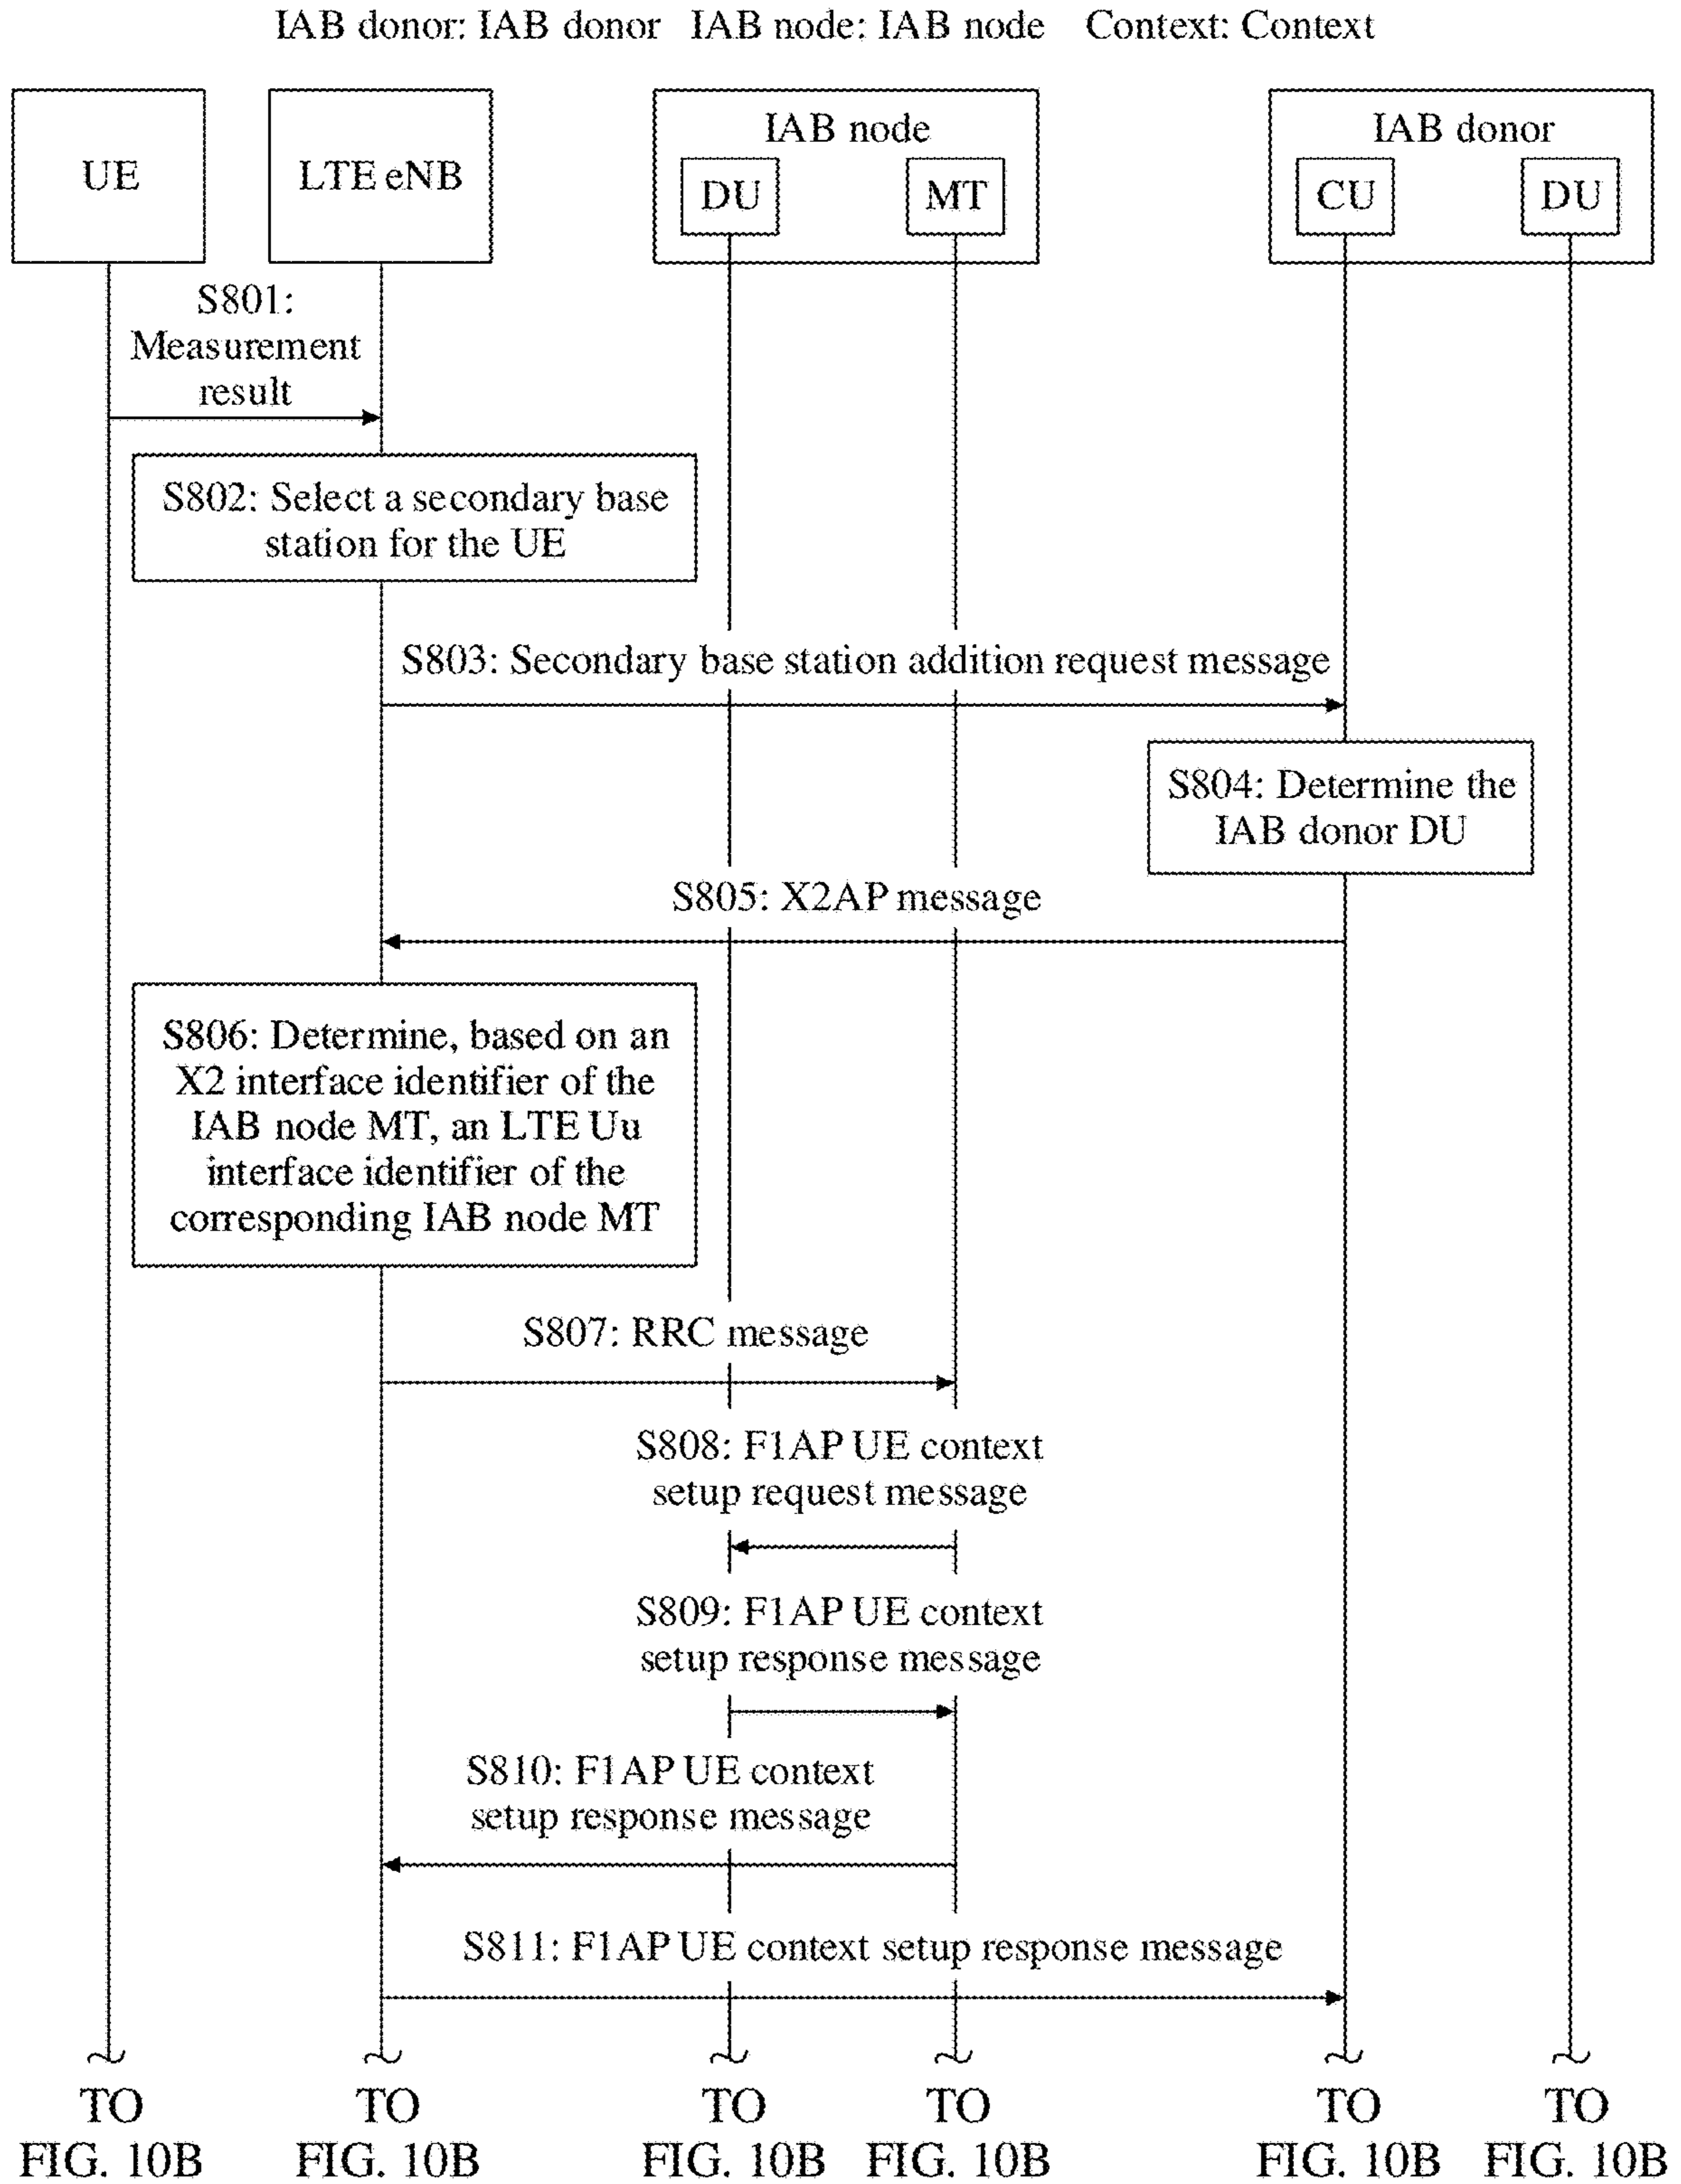 IAB donor: IAB donor IAB node: IAB node Context: Context
UE
LTE eNB
IAB node
DU
MT
IAB donor
CU
DU
S801:
Measurement
result
S802: Select a secondary base
station for the UE
S803: Secondary base station addition request message
S804: Determine the
IAB donor DU
S805: X2AP message
S806: Determine, based on an
X2 interface identifier of the
IAB node MT, an LTE Uu
interface identifier of the
corresponding IAB node MT
S807: RRC message
S808: F1AP UE context
setup request message
S809: F1AP UE context
setup response message
S810: F1AP UE context
setup response message
S811: F1AP UE context setup response message
TO
FIG. 10B
TO
FIG. 10B
TO
FIG. 10B
TO
FIG. 10B
TO
FIG. 10B
TO
FIG. 10B